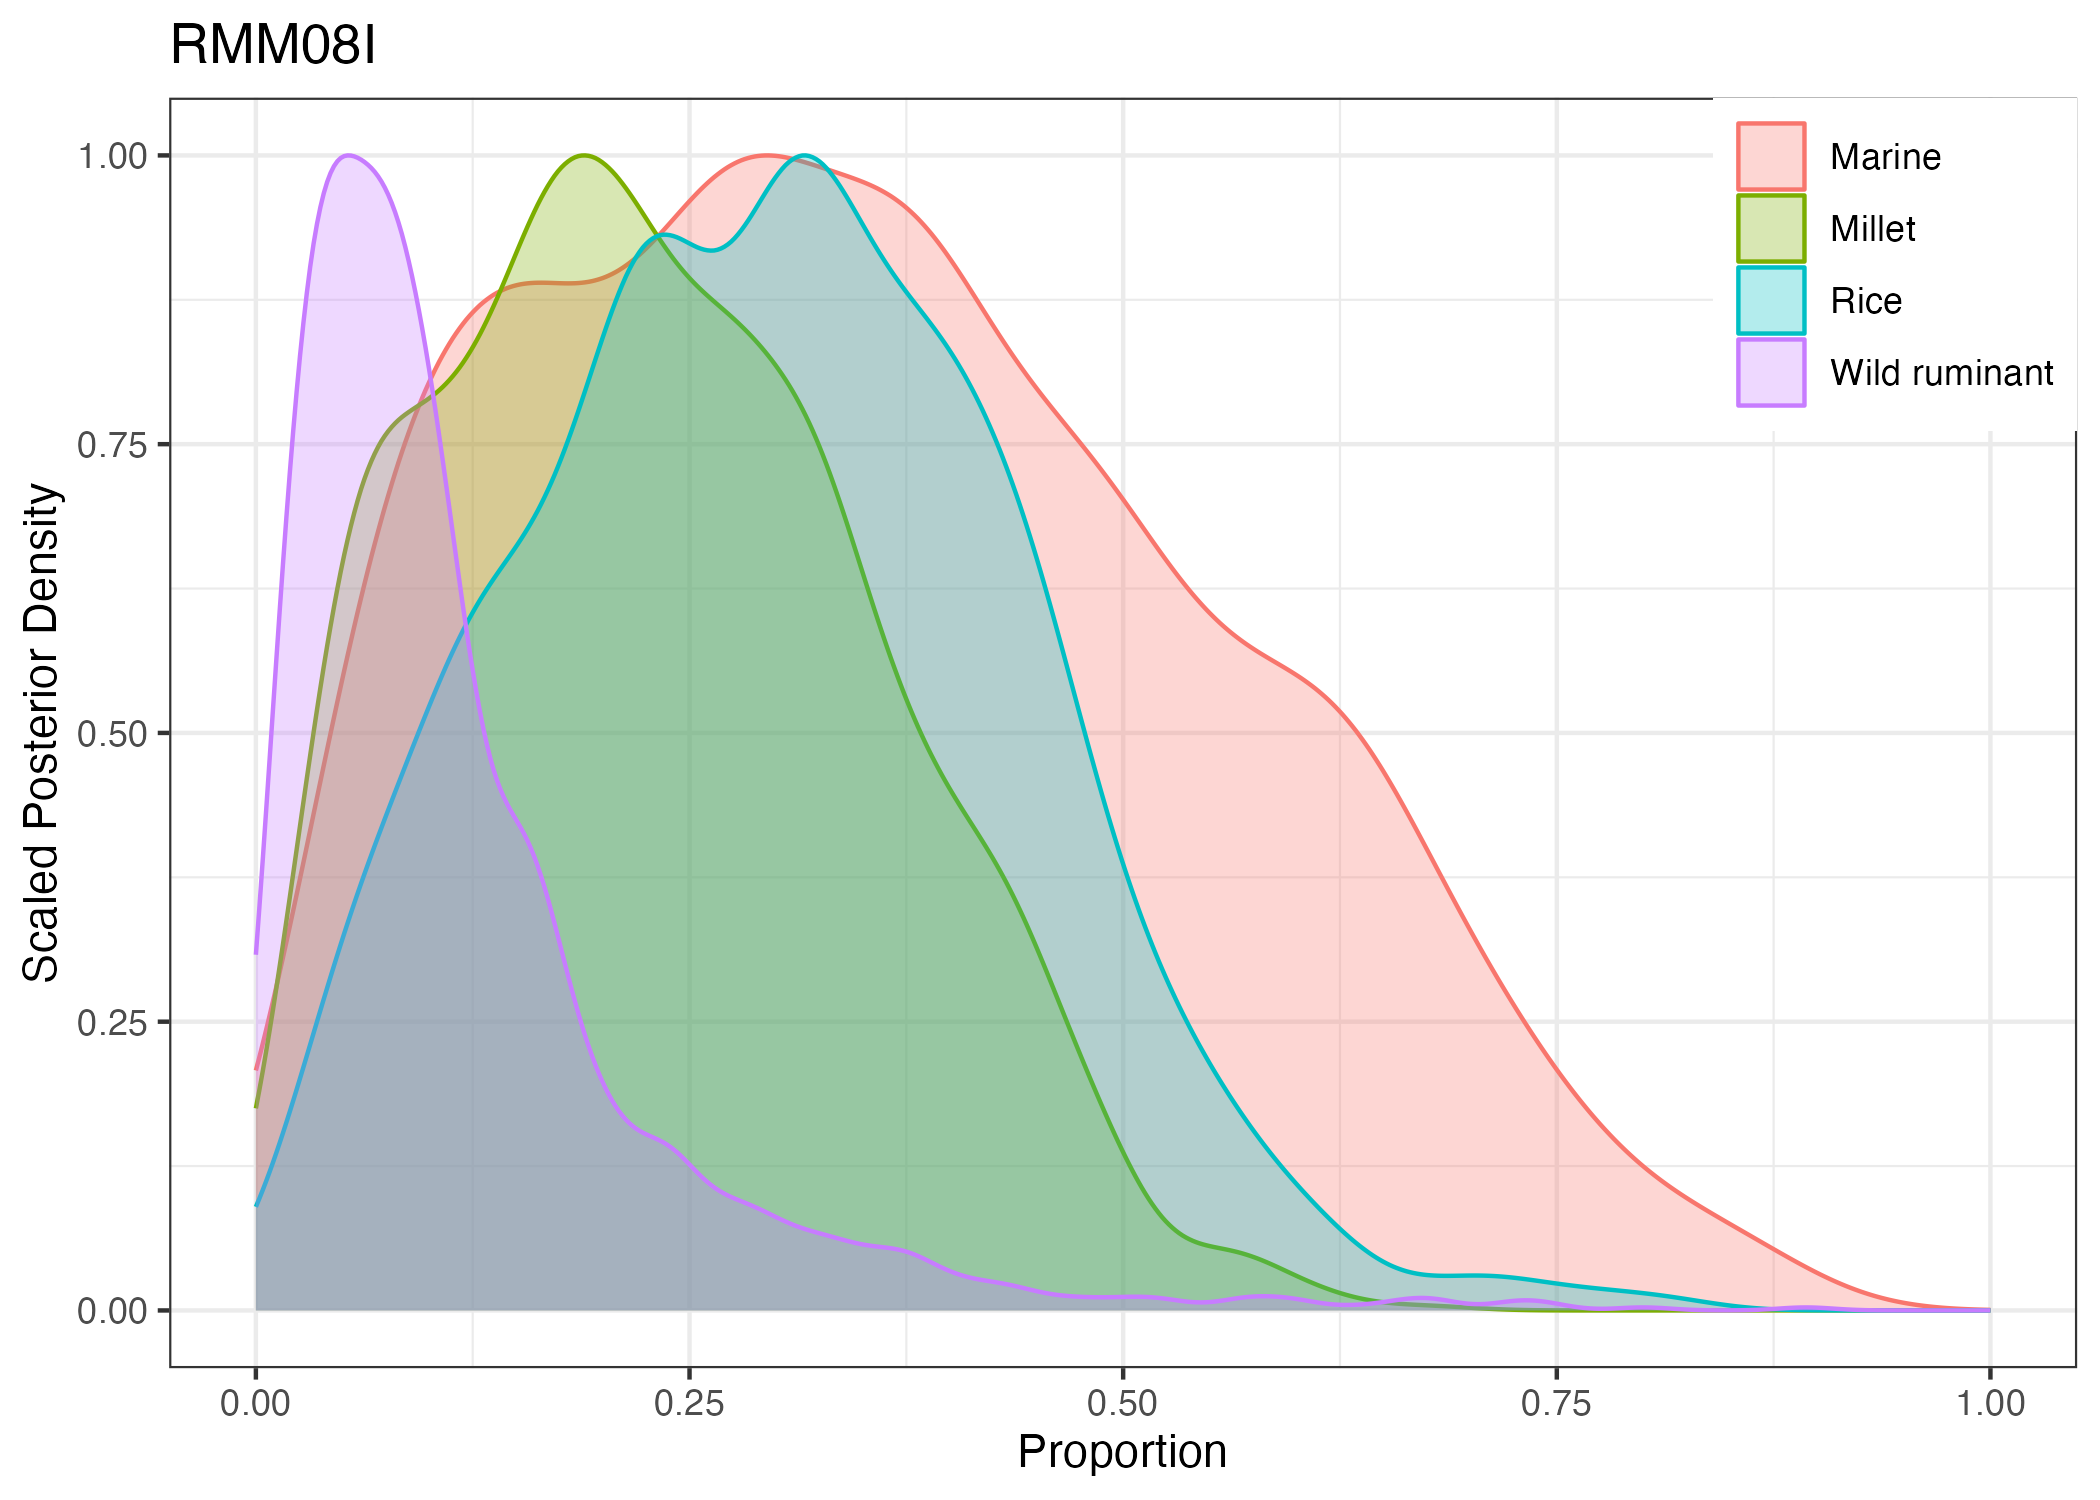 RMM08I
Marine
Millet
Rice
Wild ruminant
Scaled Posterior Density
1.00
0.75
0.50
0.25
0.00
0.00 0.25 0.50 0.75 1.00
Proportion